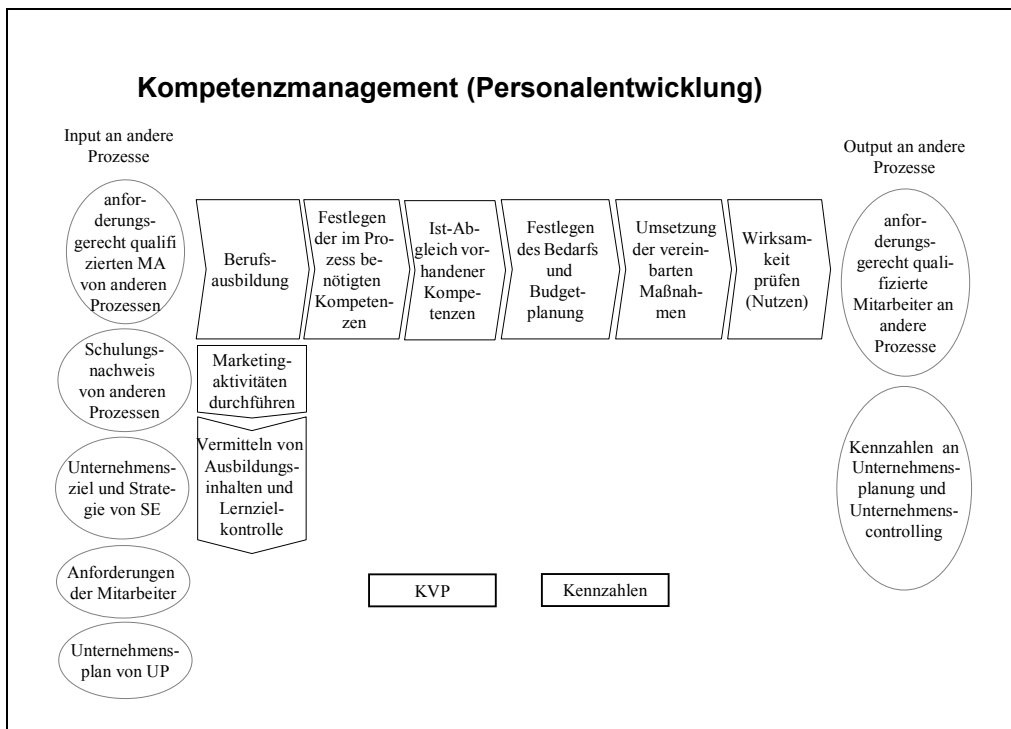 Kompetenzmanagement (Personalentwicklung)
Input an andere
Prozesse
anfor-
derungs-
gerecht qualifi
zierten MA
von anderen
Prozessen
Schulungs-
nachweis
von anderen
Prozessen
Unternehmens-
ziel und Strate-
gie von SE
Anforderungen
der Mitarbeiter
Unternehmens-
plan von UP
Berufs-
ausbildung
Marketing-
aktivitäten
durchführen
Vermitteln von
Ausbildungs-
inhalten und
Lernziel-
kontrolle
Festlegen
der im Pro-
zess be-
nötigten
Kompeten-
zen
Ist-Ab-
gleich vor-
handener
Kompe-
tenzen
Festlegen
des Bedarfs
und
Budget-
planung
Umsetzung
der verein-
barten
Maßnah-
men
Wirksam-
keit
prüfen
(Nutzen)
KVP
Kennzahlen
Output an andere
Prozesse
anfor-
derungs-
gerecht quali-
fizierte
Mitarbeiter an
andere
Prozesse
Kennzahlen an
Unternehmens-
planung und
Unternehmens-
controlling